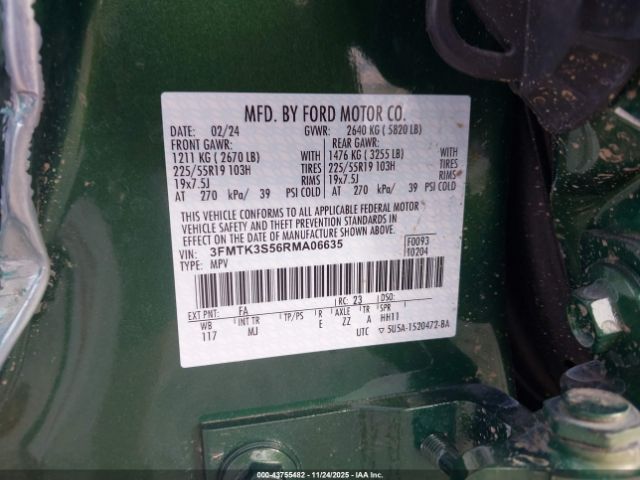 MFD. BY FORD MOTOR CO.
DATE: 02/24 GVWR: 2640 KG ( 5820 LB)
FRONT GAWR: REAR GAWR:
1211 KG ( 2670 LB) WITH 1476 KG ( 3255 LB) WITH
225/55R19 103H TIRES 225/55R19 103H TIRES
19x7.5J RIMS 19x7.5J RIMS
AT 270 kPa/ 39 PSI COLD AT 270 kPa/ 39 PSI COLD
THIS VEHICLE CONFORMS TO ALL APPLICABLE FEDERAL MOTOR
VEHICLE SAFETY AND THEFT PREVENTION STANDARDS IN
EFFECT ON THE DATE OF MANUFACTURE SHOWN ABOVE.
VIN: 3FMTK3S56RMA06635 F0093
TYPE: MPV 10204
EXT PNT: FA RC: 23 DSO:
WB INT TR TP/PS R AXLE TR SPR
117 MJ E ZZ A HH11
UTC ▽ 5U5A-1520472-BA
00-43755482 - 11/24/2025 - IAA Inc.